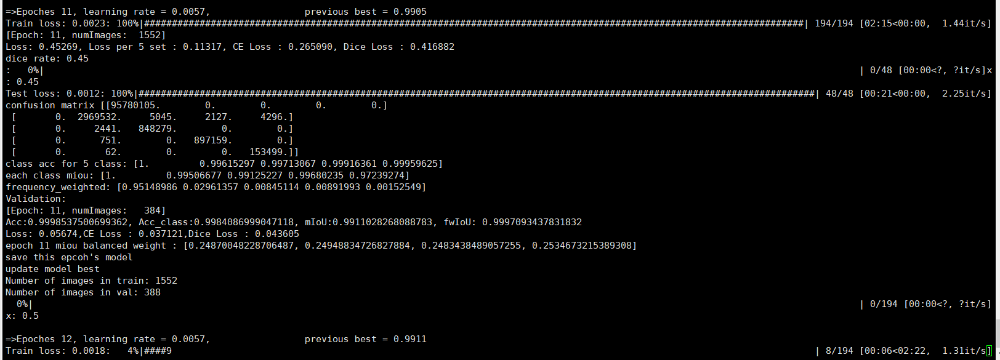 =>Epoches 11, learning rate = 0.0057,                 previous best = 0.9905
Train loss: 0.0023: 100%|#######################################################################################################################| 194/194 [02:15<00:00,  1.44it/s]
[Epoch: 11, numImages:  1552]
Loss: 0.45269, Loss per 5 set : 0.11317, CE Loss : 0.265090, Dice Loss : 0.416882
dice rate: 0.45
:   0%|                                                                                                                                                   | 0/48 [00:00<?, ?it/s]x
: 0.45
Test loss: 0.0012: 100%|##########################################################################################################################| 48/48 [00:21<00:00,  2.25it/s]
confusion matrix [[95780105.        0.        0.        0.        0.]
 [       0.  2969532.     5045.     2127.     4296.]
 [       0.     2441.   848279.        0.        0.]
 [       0.      751.        0.   897159.        0.]
 [       0.       62.        0.        0.   153499.]]
class acc for 5 class: [1.         0.99615297 0.99713067 0.99916361 0.99959625]
each class miou: [1.         0.99506677 0.99125227 0.99680235 0.97239274]
frequency_weighted: [0.95148986 0.02961357 0.00845114 0.00891993 0.00152549]
Validation:
[Epoch: 11, numImages:   384]
Acc:0.9998537500699362, Acc_class:0.9984086999047118, mIoU:0.9911028268088783, fwIoU: 0.9997093437831832
Loss: 0.05674,CE Loss : 0.037121,Dice Loss : 0.043605
epoch 11 miou balanced weight : [0.24870048228706487, 0.24948834726827884, 0.2483438489057255, 0.2534673215389308]
save this epcoh's model
update model best
Number of images in train: 1552
Number of images in val: 388
  0%|                                                                                                                                                     | 0/194 [00:00<?, ?it/s]
x: 0.5
=>Epoches 12, learning rate = 0.0057,                 previous best = 0.9911
Train loss: 0.0018:   4%|####9                                                                                                                    | 8/194 [00:06<02:22,  1.31it/s]